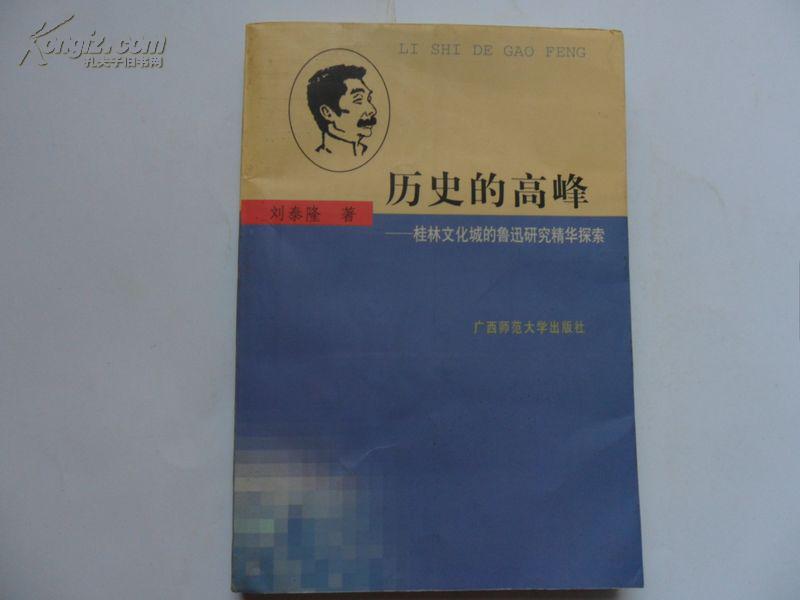 Kongfz.com
孔夫子旧书网
LI SHI DE GAO FENG
历史的高峰
刘泰隆 著
——桂林文化城的鲁迅研究精华探索
广西师范大学出版社